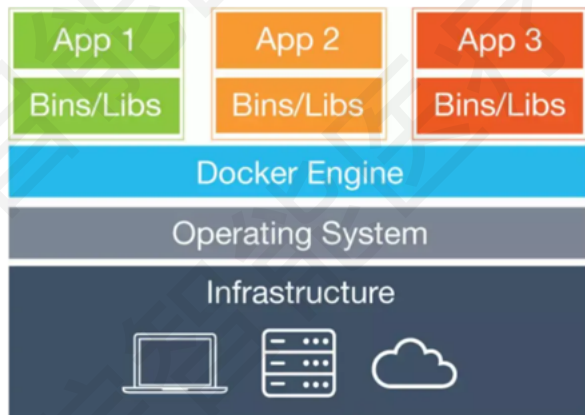 App 1 App 2 App 3
Bins/Libs Bins/Libs Bins/Libs
Docker Engine
Operating System
Infrastructure